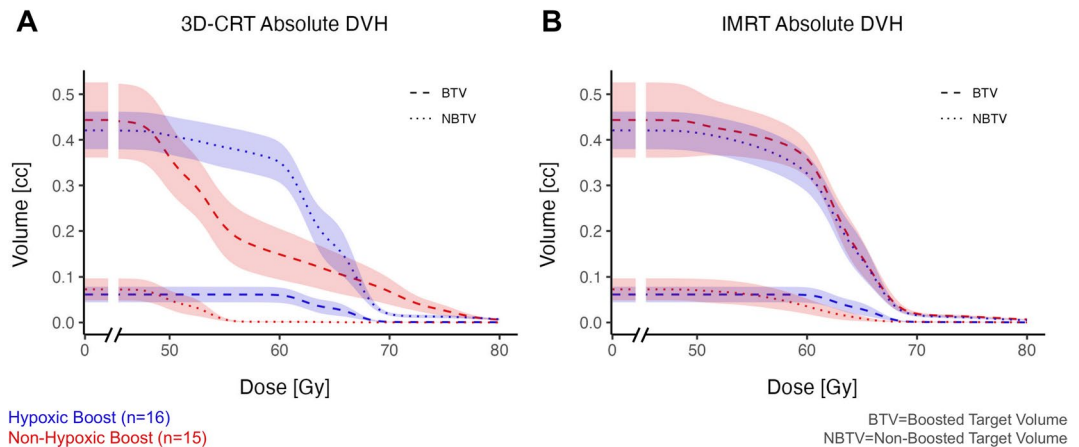 A
3D-CRT Absolute DVH
BTV
NBTV
Volume [cc]
0.5
0.4
0.3
0.2
0.1
0.0
0 50 60 70 80
Dose [Gy]
B
IMRT Absolute DVH
BTV
NBTV
Volume [cc]
0.5
0.4
0.3
0.2
0.1
0.0
0 50 60 70 80
Dose [Gy]
Hypoxic Boost (n=16)
Non-Hypoxic Boost (n=15)
BTV=Boosted Target Volume
NBTV=Non-Boosted Target Volume